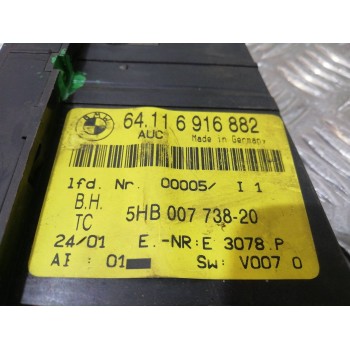 BMW
64.11 6 916 882
AUC Made in Germany
lfd. Nr. 00005/ I 1
B.H.
TC 5HB 007 738-20
24/01 E.-NR:E 3078.P
AI : 01 SW: V007 0